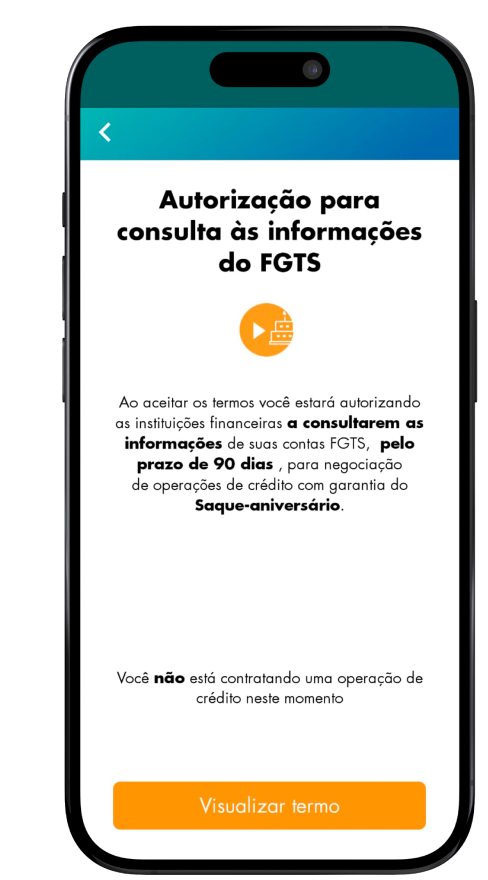 Autorização para
consulta às informações
do FGTS
Ao aceitar os termos você estará autorizando
as instituições financeiras a consultarem as
informações de suas contas FGTS,  pelo
prazo de 90 dias , para negociação
de operações de crédito com garantia do
Saque-aniversário.
Você não está contratando uma operação de
crédito neste momento
Visualizar termo